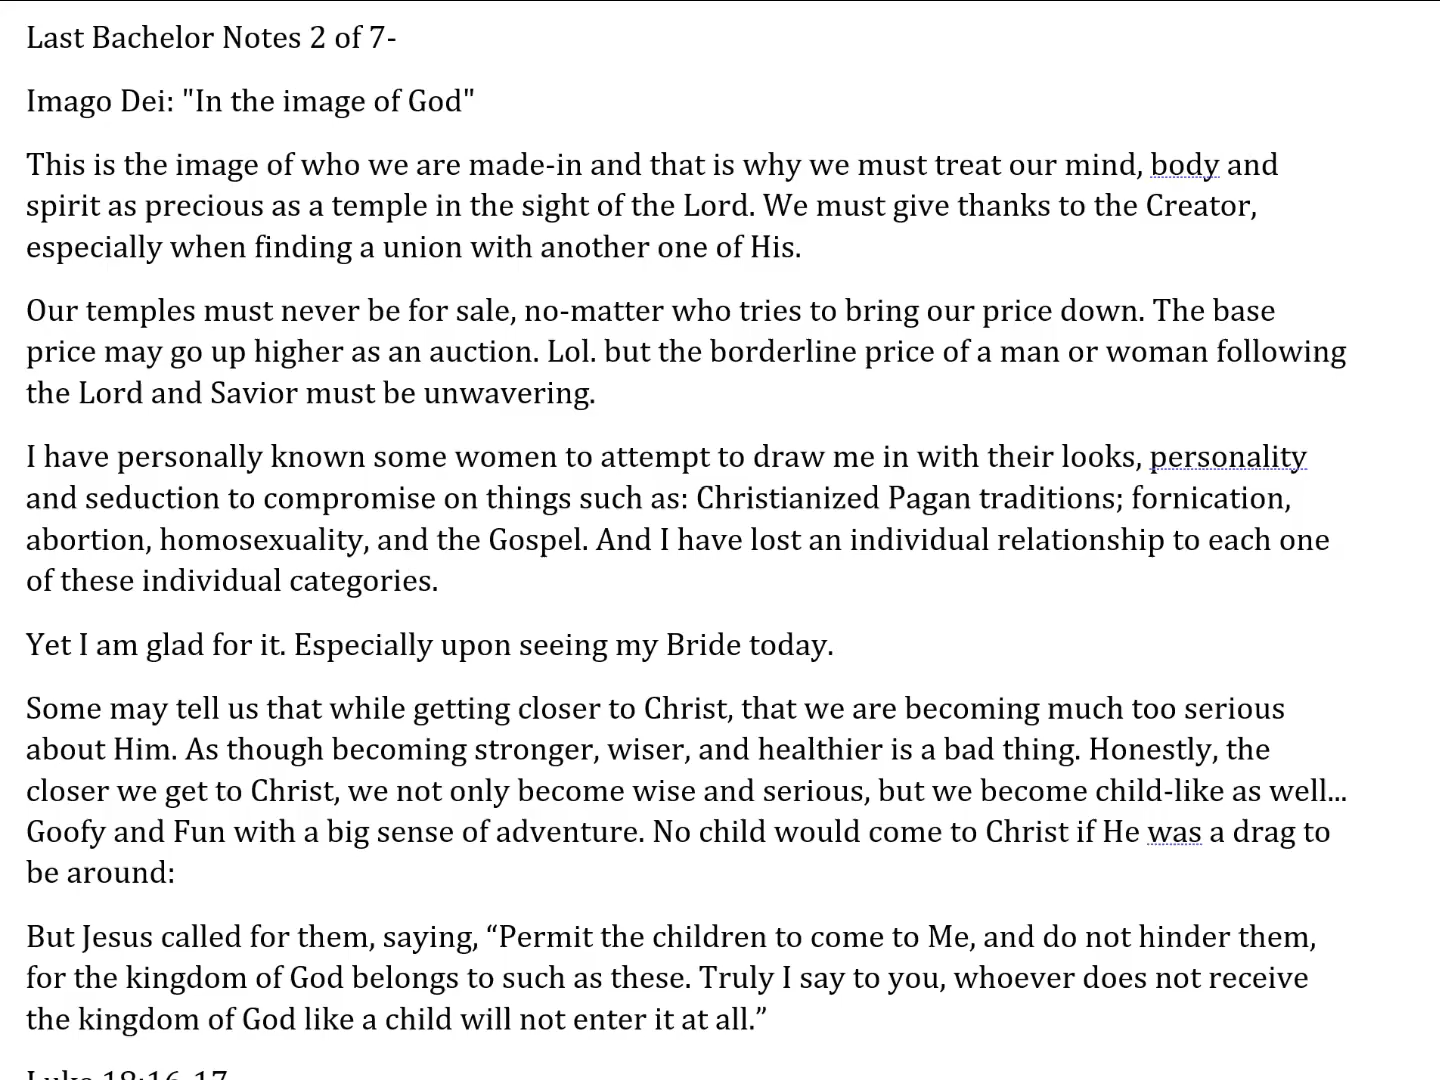 Last Bachelor Notes 2 of 7-
Imago Dei: "In the image of God"
This is the image of who we are made-in and that is why we must treat our mind, body and
spirit as precious as a temple in the sight of the Lord. We must give thanks to the Creator,
especially when finding a union with another one of His.
Our temples must never be for sale, no-matter who tries to bring our price down. The base
price may go up higher as an auction. Lol. but the borderline price of a man or woman following
the Lord and Savior must be unwavering.
I have personally known some women to attempt to draw me in with their looks, personality
and seduction to compromise on things such as: Christianized Pagan traditions; fornication,
abortion, homosexuality, and the Gospel. And I have lost an individual relationship to each one
of these individual categories.
Yet I am glad for it. Especially upon seeing my Bride today.
Some may tell us that while getting closer to Christ, that we are becoming much too serious
about Him. As though becoming stronger, wiser, and healthier is a bad thing. Honestly, the
closer we get to Christ, we not only become wise and serious, but we become child-like as well...
Goofy and Fun with a big sense of adventure. No child would come to Christ if He was a drag to
be around:
But Jesus called for them, saying, “Permit the children to come to Me, and do not hinder them,
for the kingdom of God belongs to such as these. Truly I say to you, whoever does not receive
the kingdom of God like a child will not enter it at all.”
Luke 18:16-17